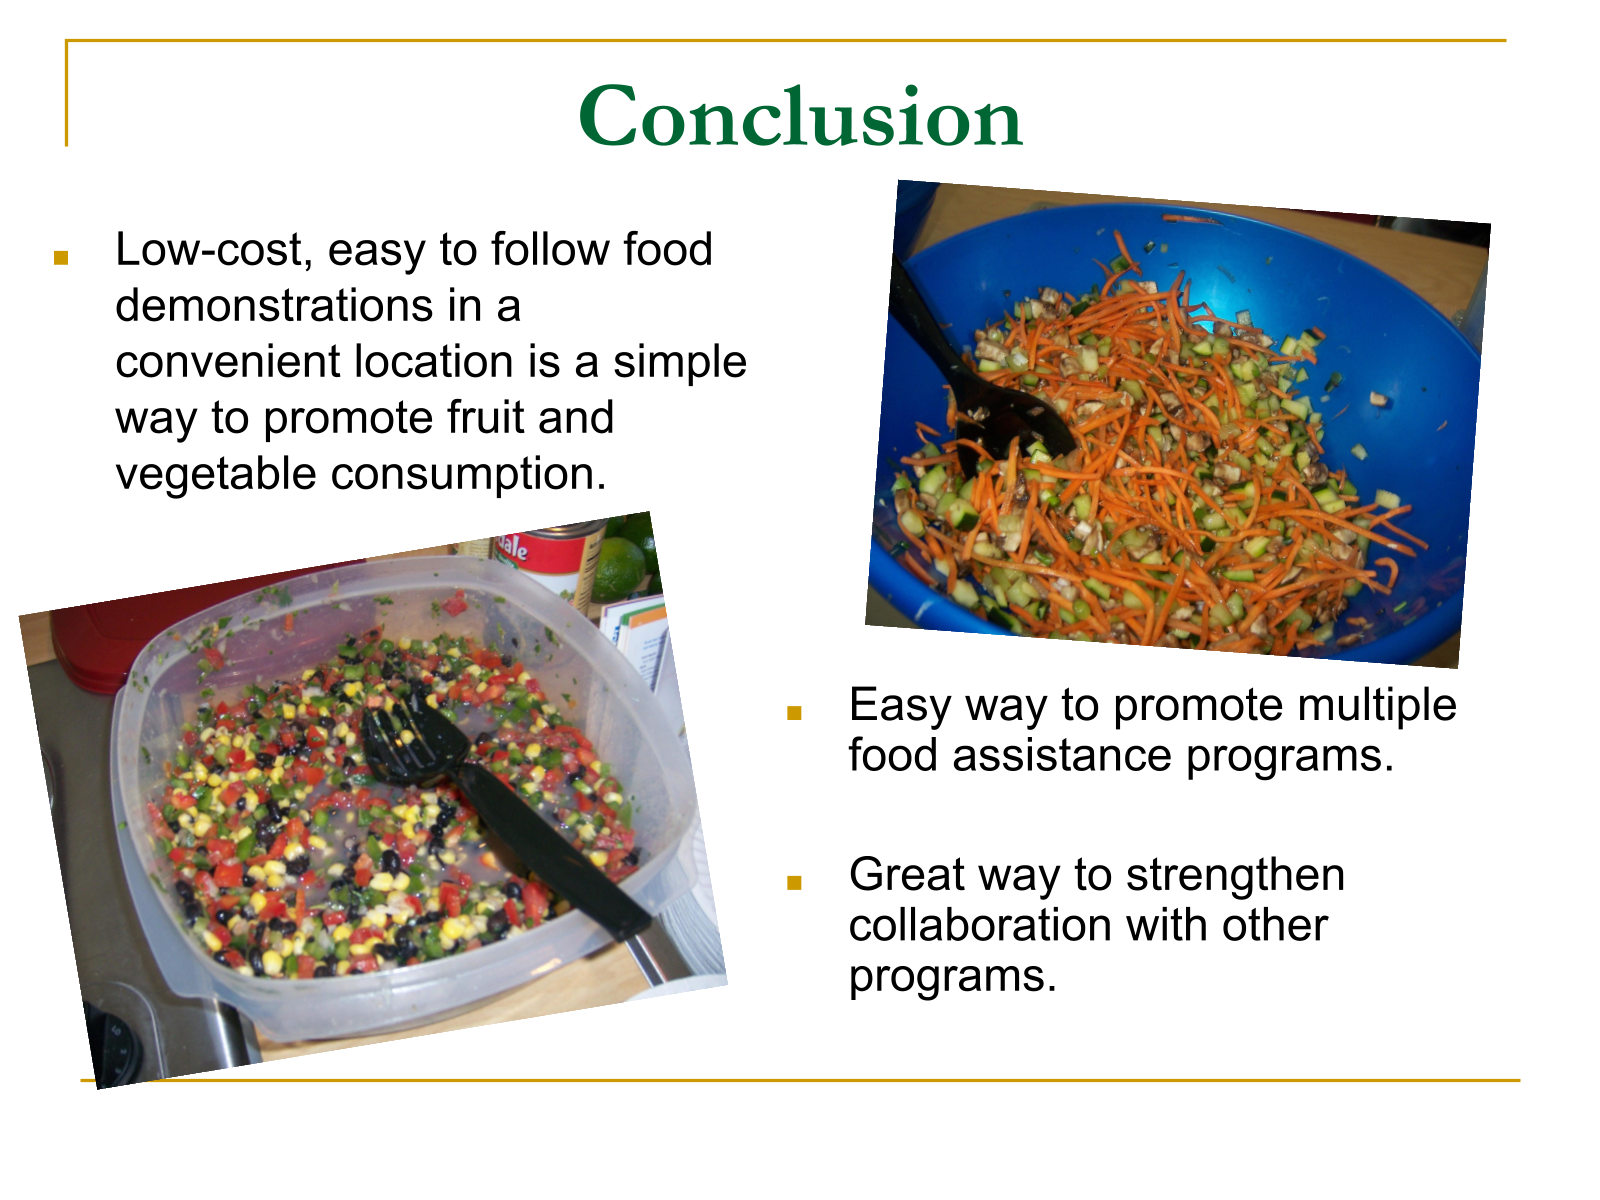 Conclusion
Low-cost, easy to follow food
demonstrations in a
convenient location is a simple
way to promote fruit and
vegetable consumption.
dale
Easy way to promote multiple
food assistance programs.
Great way to strengthen
collaboration with other
programs.